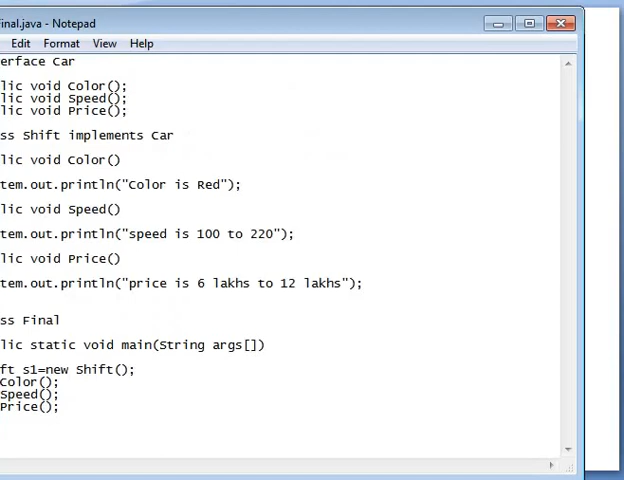 Final.java - Notepad
Edit Format View Help
erface Car
lic void Color();
lic void Speed();
lic void Price();
ss Shift implements Car
lic void Color()
tem.out.println("Color is Red");
lic void Speed()
tem.out.println("speed is 100 to 220");
lic void Price()
tem.out.println("price is 6 lakhs to 12 lakhs");
ss Final
lic static void main(String args[])
ft s1=new Shift();
Color();
Speed();
Price();